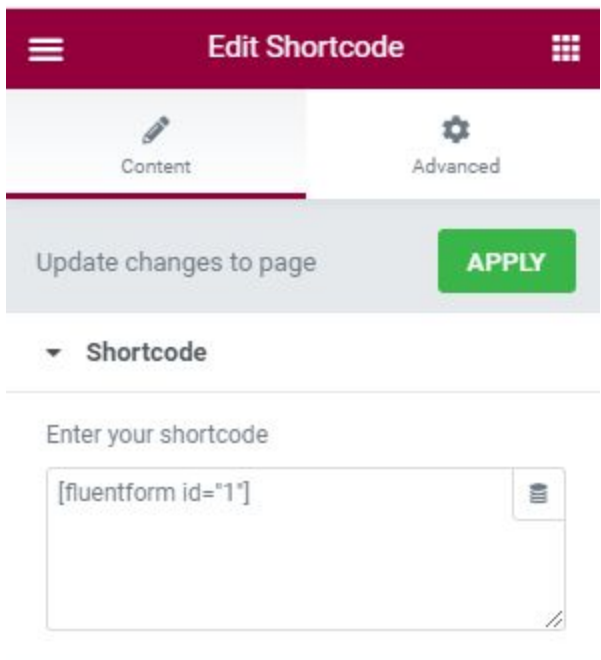 Edit Shortcode
Content
Advanced
Update changes to page
APPLY
Shortcode
Enter your shortcode
[fluentform id="1"]